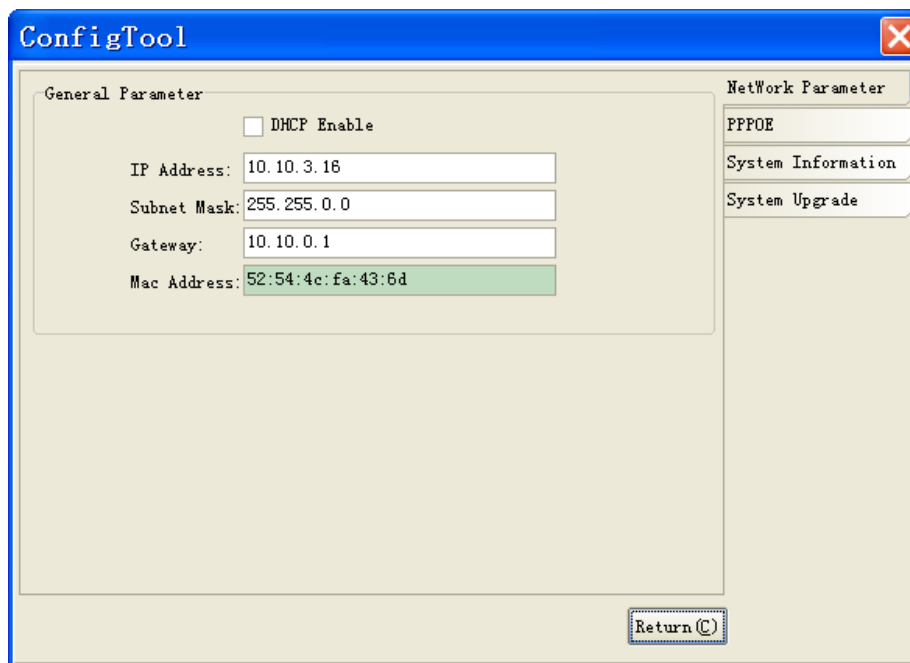 ConfigTool
General Parameter
DHCP Enable
IP Address: 10.10.3.16
Subnet Mask: 255.255.0.0
Gateway: 10.10.0.1
Mac Address: 52:54:4c:fa:43:6d
NetWork Parameter
PPPOE
System Information
System Upgrade
Return(C)